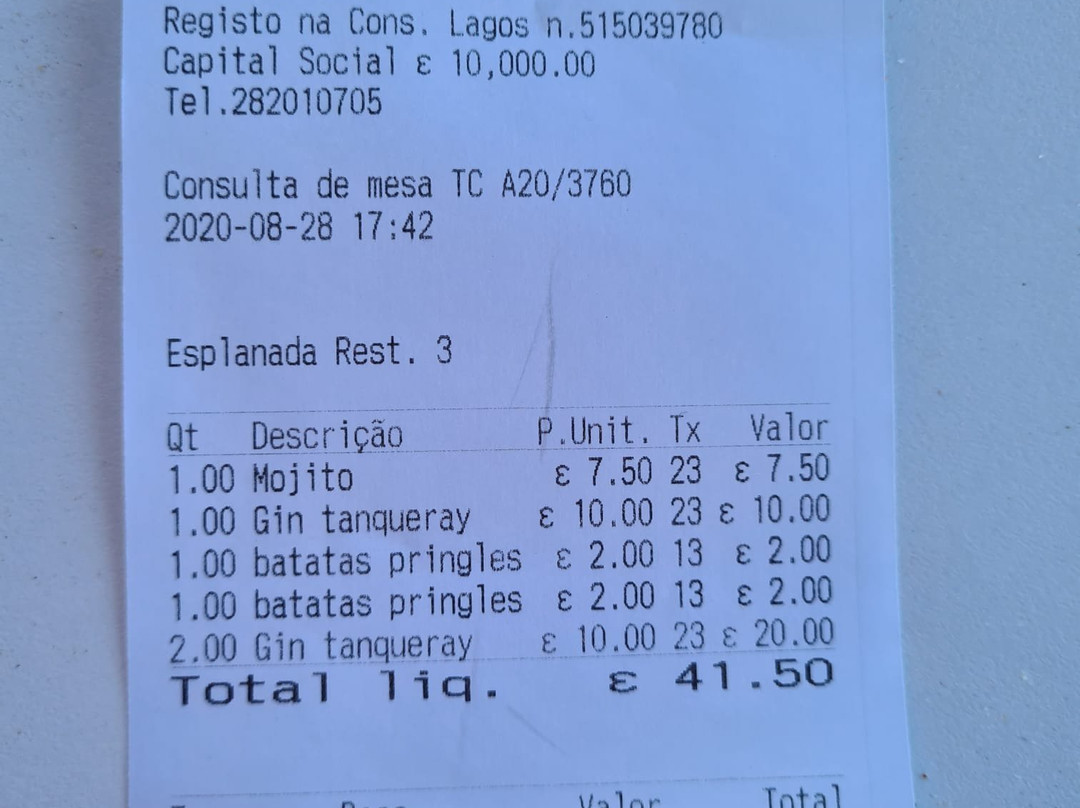 Registo na Cons. Lagos n.515039780
Capital Social ε 10,000.00
Tel.282010705
Consulta de mesa TC A20/3760
2020-08-28 17:42
Esplanada Rest. 3
Qt Descrição P.Unit. Tx Valor
1.00 Mojito ε 7.50 23 ε 7.50
1.00 Gin tanqueray ε 10.00 23 ε 10.00
1.00 batatas pringles ε 2.00 13 ε 2.00
1.00 batatas pringles ε 2.00 13 ε 2.00
2.00 Gin tanqueray ε 10.00 23 ε 20.00
Total liq. ε 41.50
Valor Total